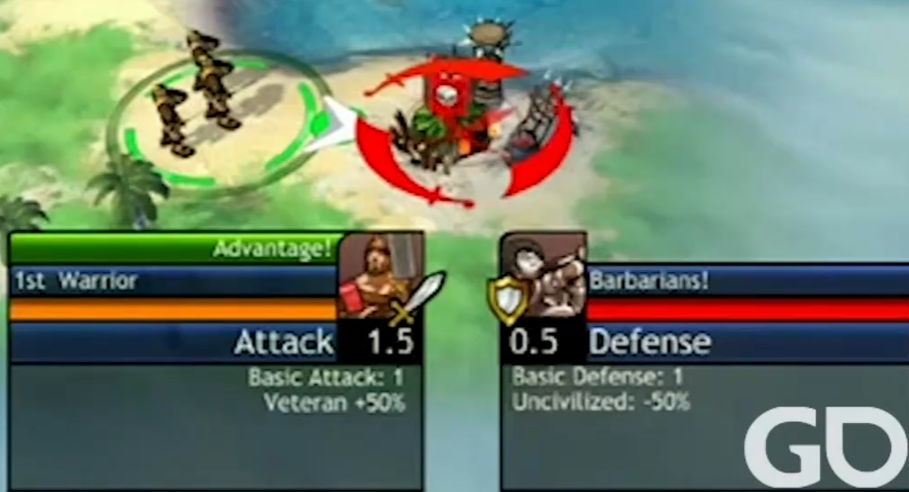 Advantage!
1st Warrior
Attack 1.5
Basic Attack: 1
Veteran +50%
Barbarians!
0.5 Defense
Basic Defense: 1
Uncivilized: -50%
GD